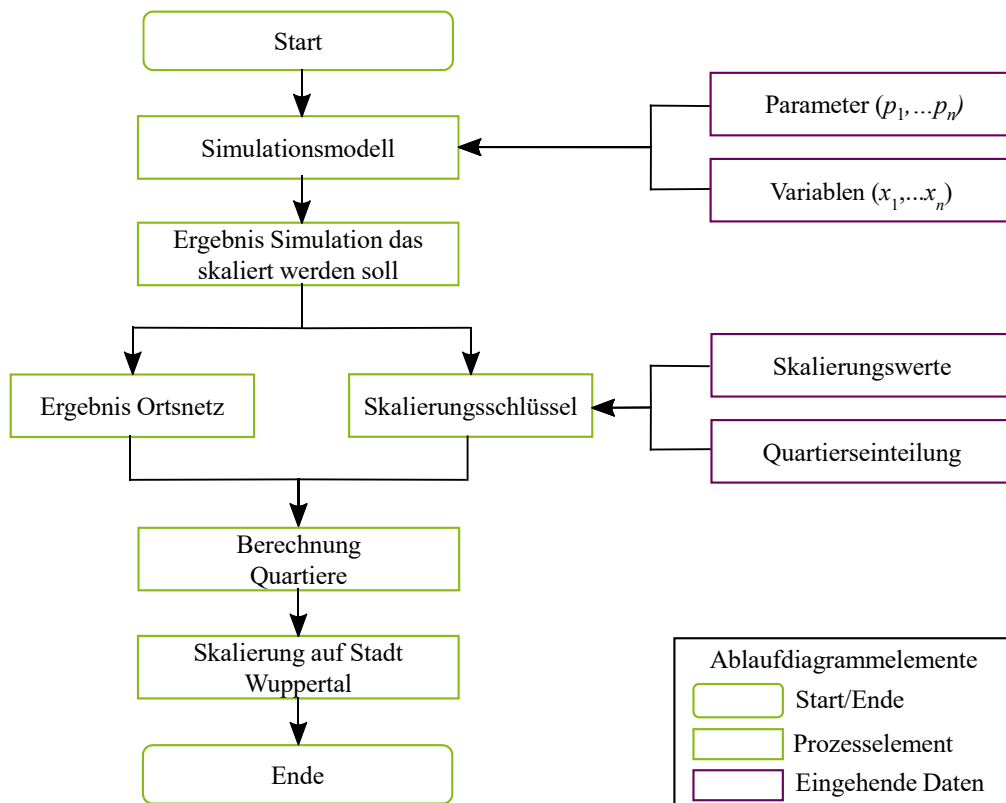 Start
Parameter (p₁,...pₙ)
Simulationsmodell
Variablen (x₁,...xₙ)
Ergebnis Simulation das
skaliert werden soll
Skalierungswerte
Ergebnis Ortsnetz
Skalierungsschlüssel
Quartierseinteilung
Berechnung
Quartiere
Skalierung auf Stadt
Wuppertal
Ende
Ablaufdiagrammelemente
Start/Ende
Prozesselement
Eingehende Daten